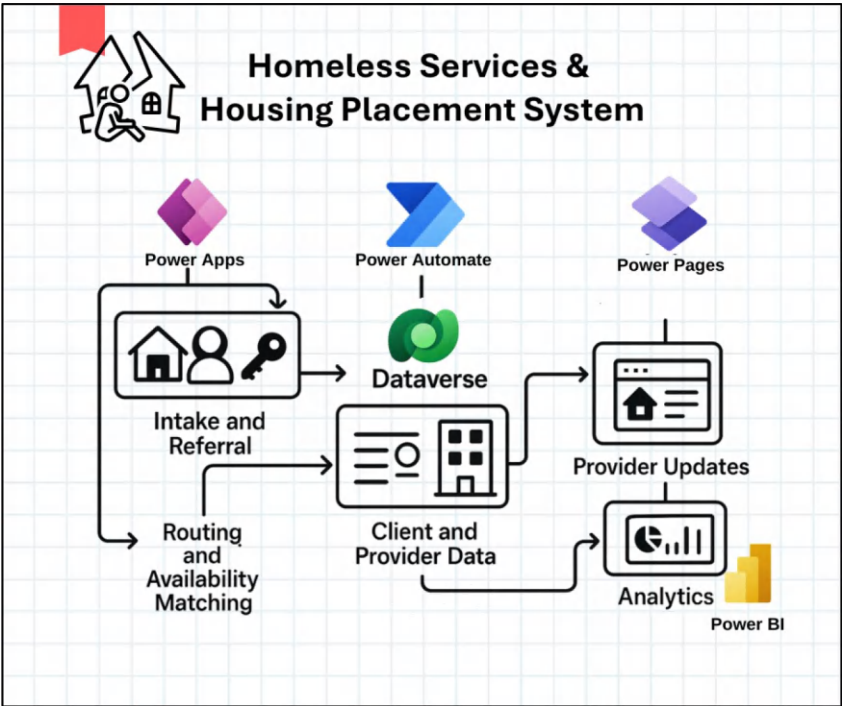 Homeless Services &
Housing Placement System
Power Apps
Power Automate
Power Pages
Dataverse
Intake and
Referral
Provider Updates
Routing
and
Availability
Matching
Client and
Provider Data
Analytics
Power BI